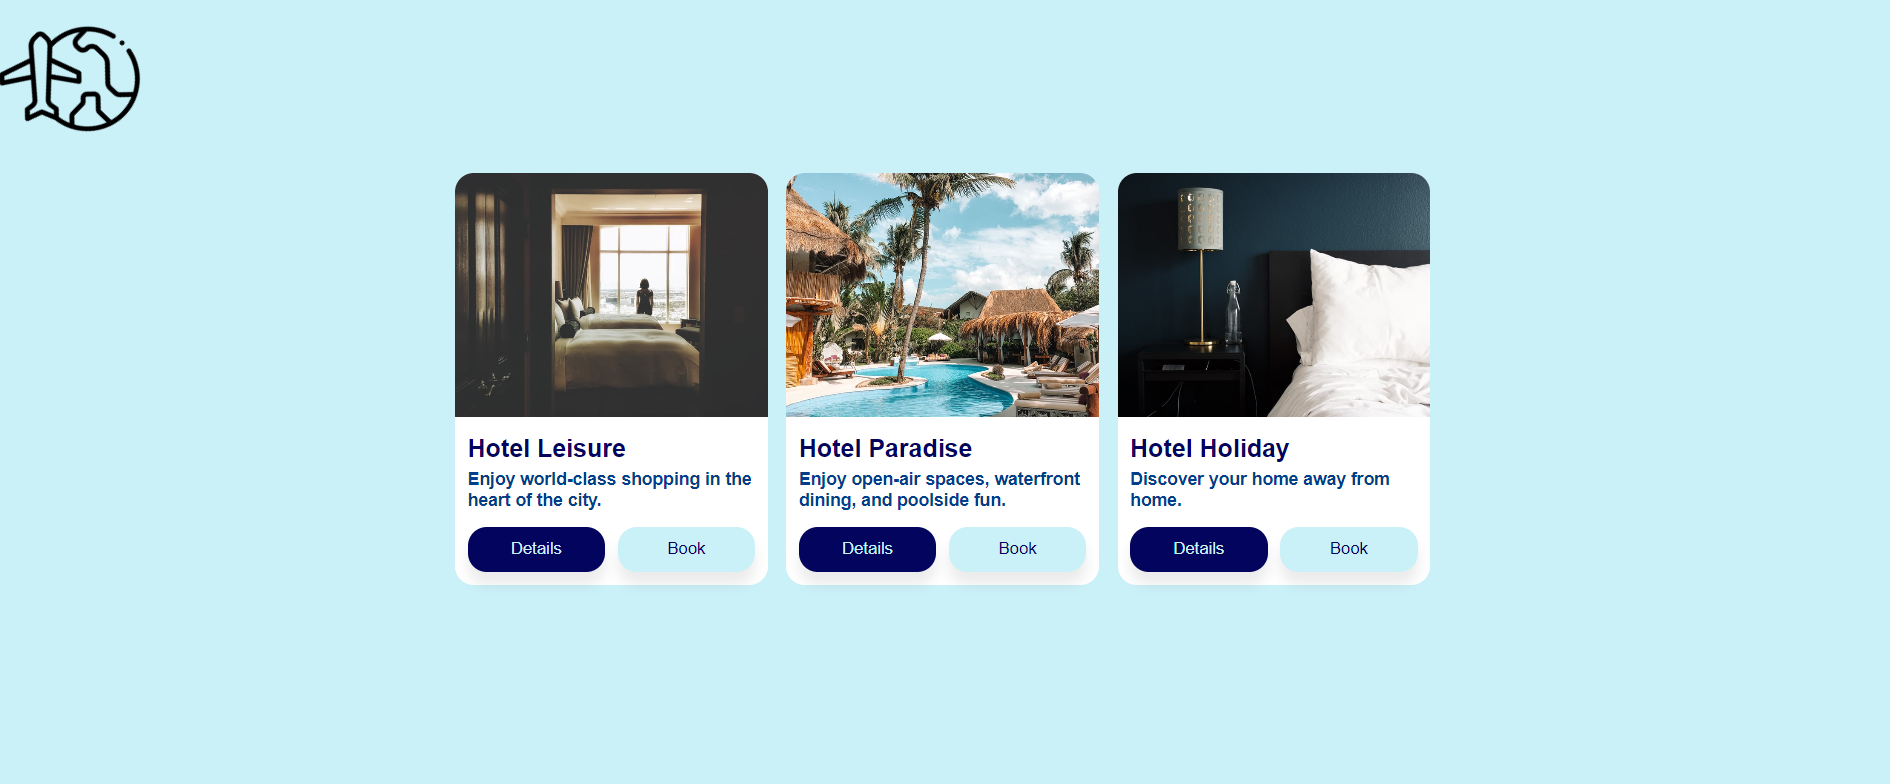 Hotel Leisure
Enjoy world-class shopping in the
heart of the city.
Details
Book
Hotel Paradise
Enjoy open-air spaces, waterfront
dining, and poolside fun.
Details
Book
Hotel Holiday
Discover your home away from
home.
Details
Book